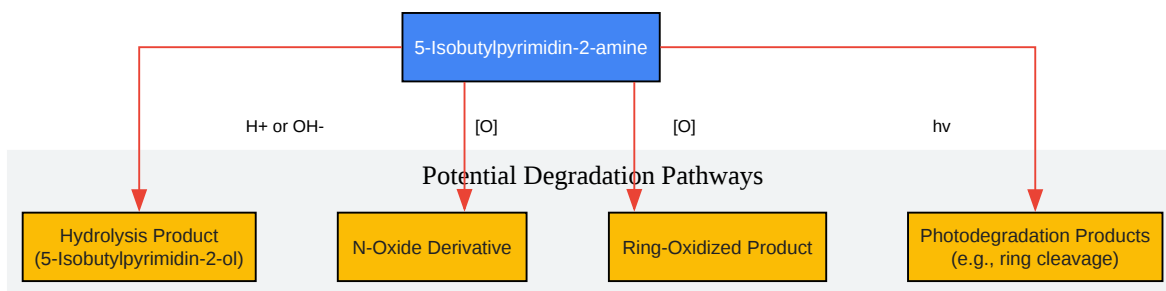 5-Isobutylpyrimidin-2-amine
H+ or OH-
[O]
[O]
hv
Potential Degradation Pathways
Hydrolysis Product
(5-Isobutylpyrimidin-2-ol)
N-Oxide Derivative
Ring-Oxidized Product
Photodegradation Products
(e.g., ring cleavage)